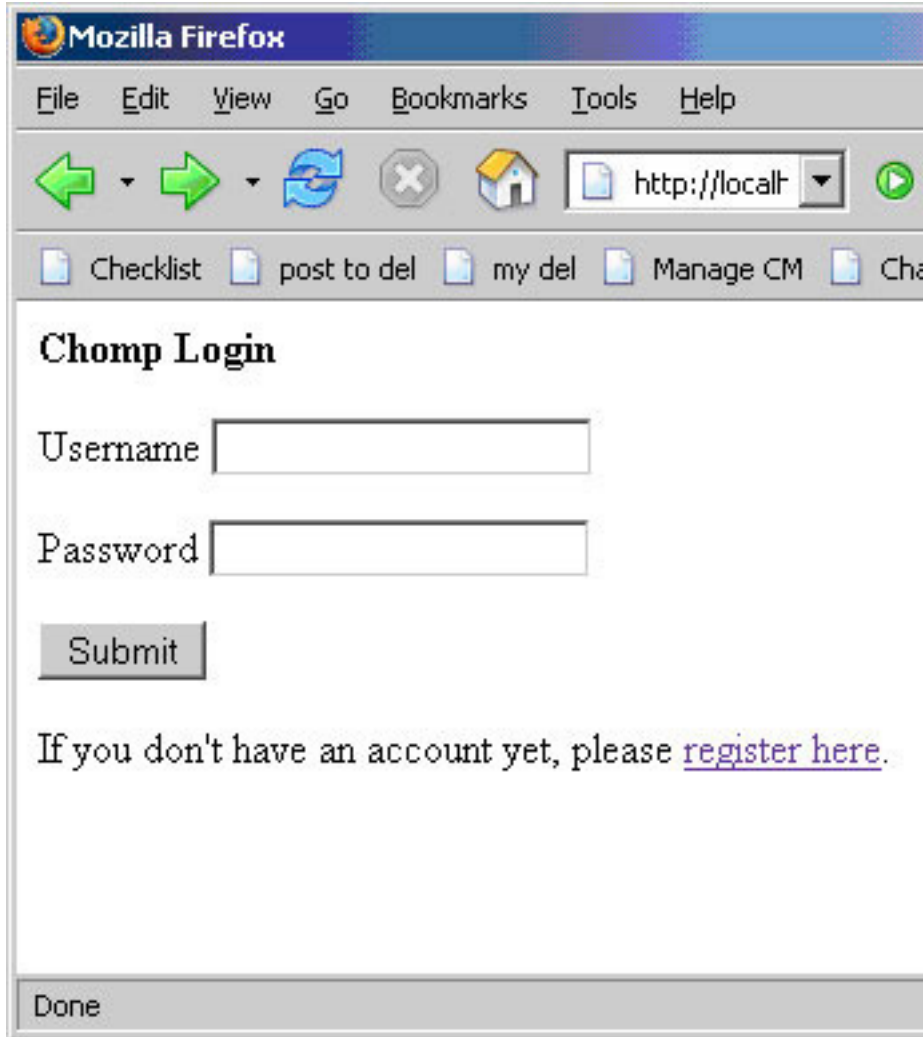 Mozilla Firefox
File Edit View Go Bookmarks Tools Help
http://localh
Checklist post to del my del Manage CM Cha
Chomp Login
Username
Password
Submit
If you don't have an account yet, please register here.
Done